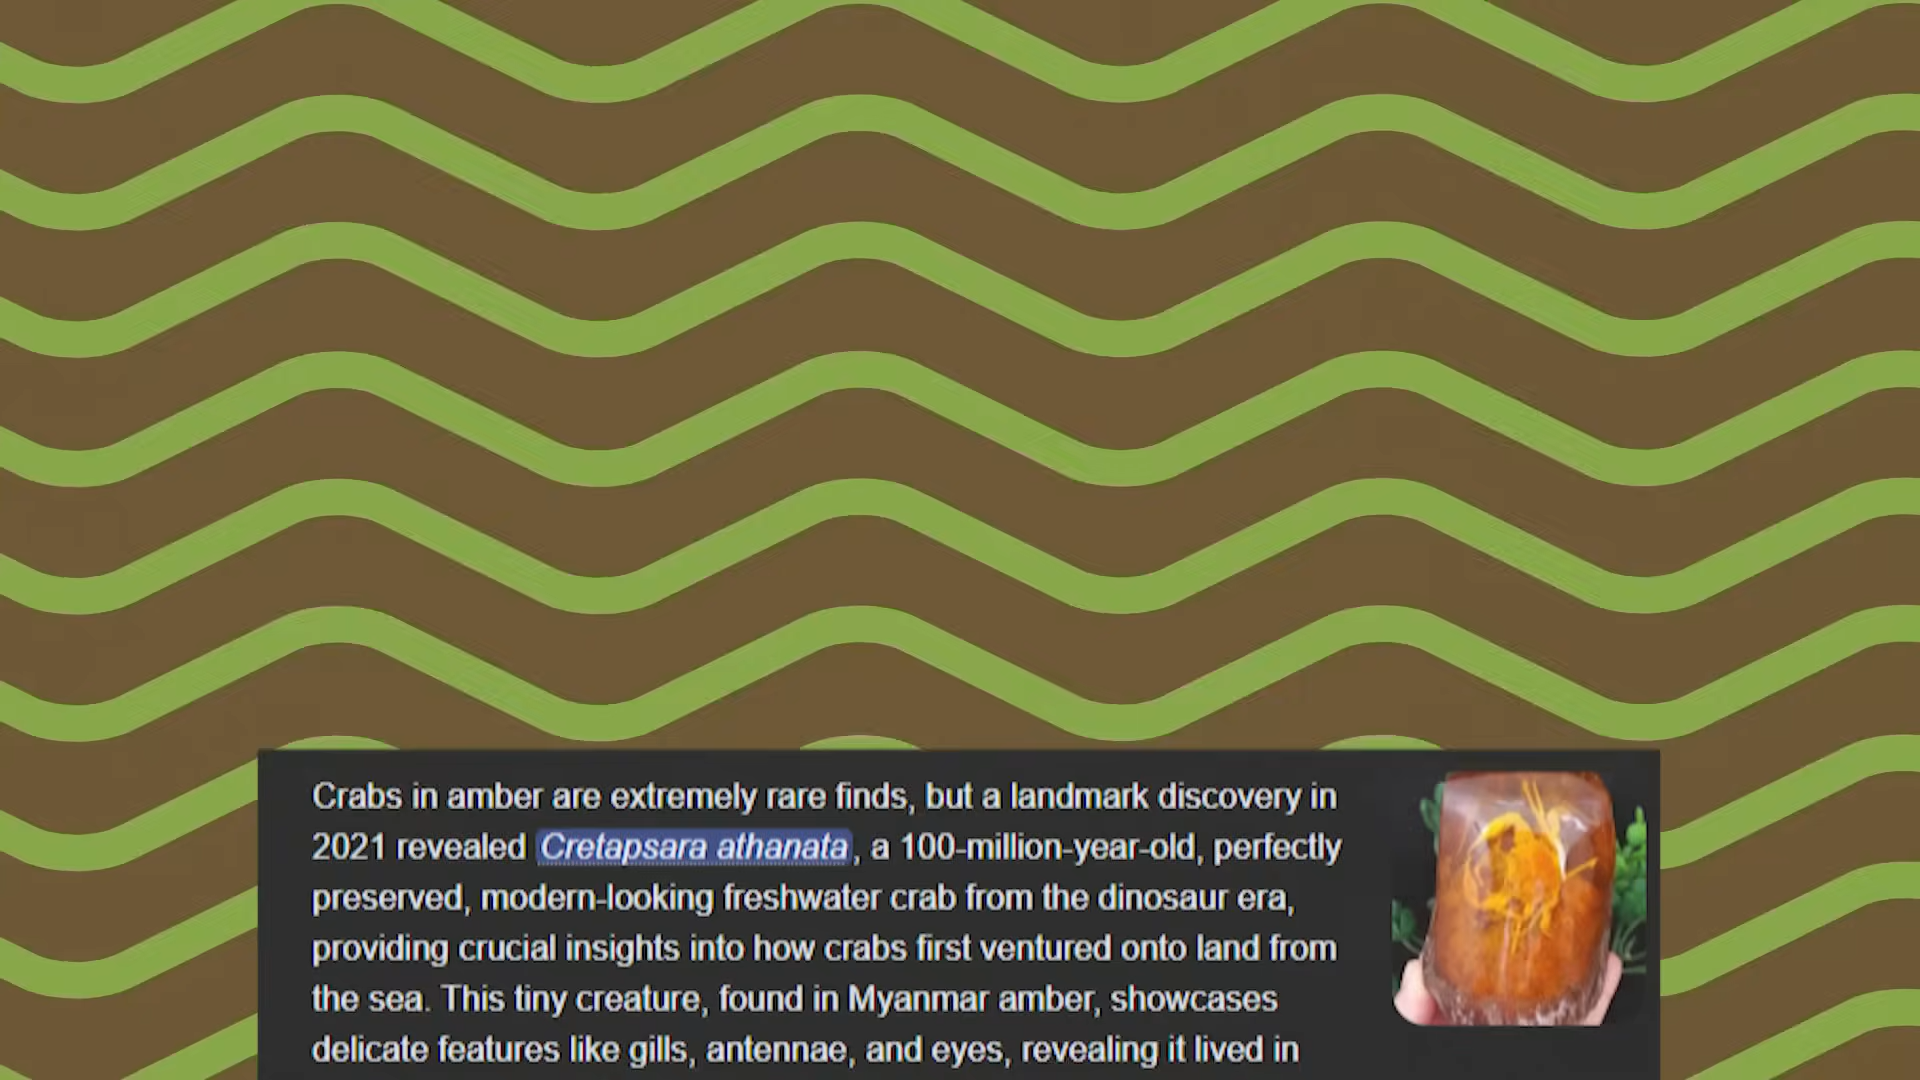 Crabs in amber are extremely rare finds, but a landmark discovery in
2021 revealed Cretapsara athanata, a 100-million-year-old, perfectly
preserved, modern-looking freshwater crab from the dinosaur era,
providing crucial insights into how crabs first ventured onto land from
the sea. This tiny creature, found in Myanmar amber, showcases
delicate features like gills, antennae, and eyes, revealing it lived in